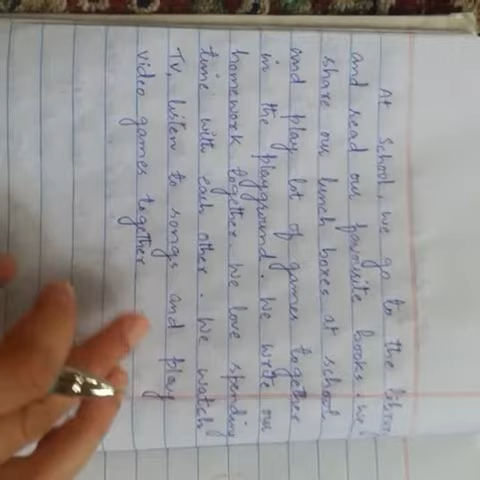 At School, we go to the
and read our favourite books. We
share our lunch boxes at school
and play lot of games together
in the playground. We write our
homework together. We love spending
time with each other. We watch
TV, listen to songs and play
video games together